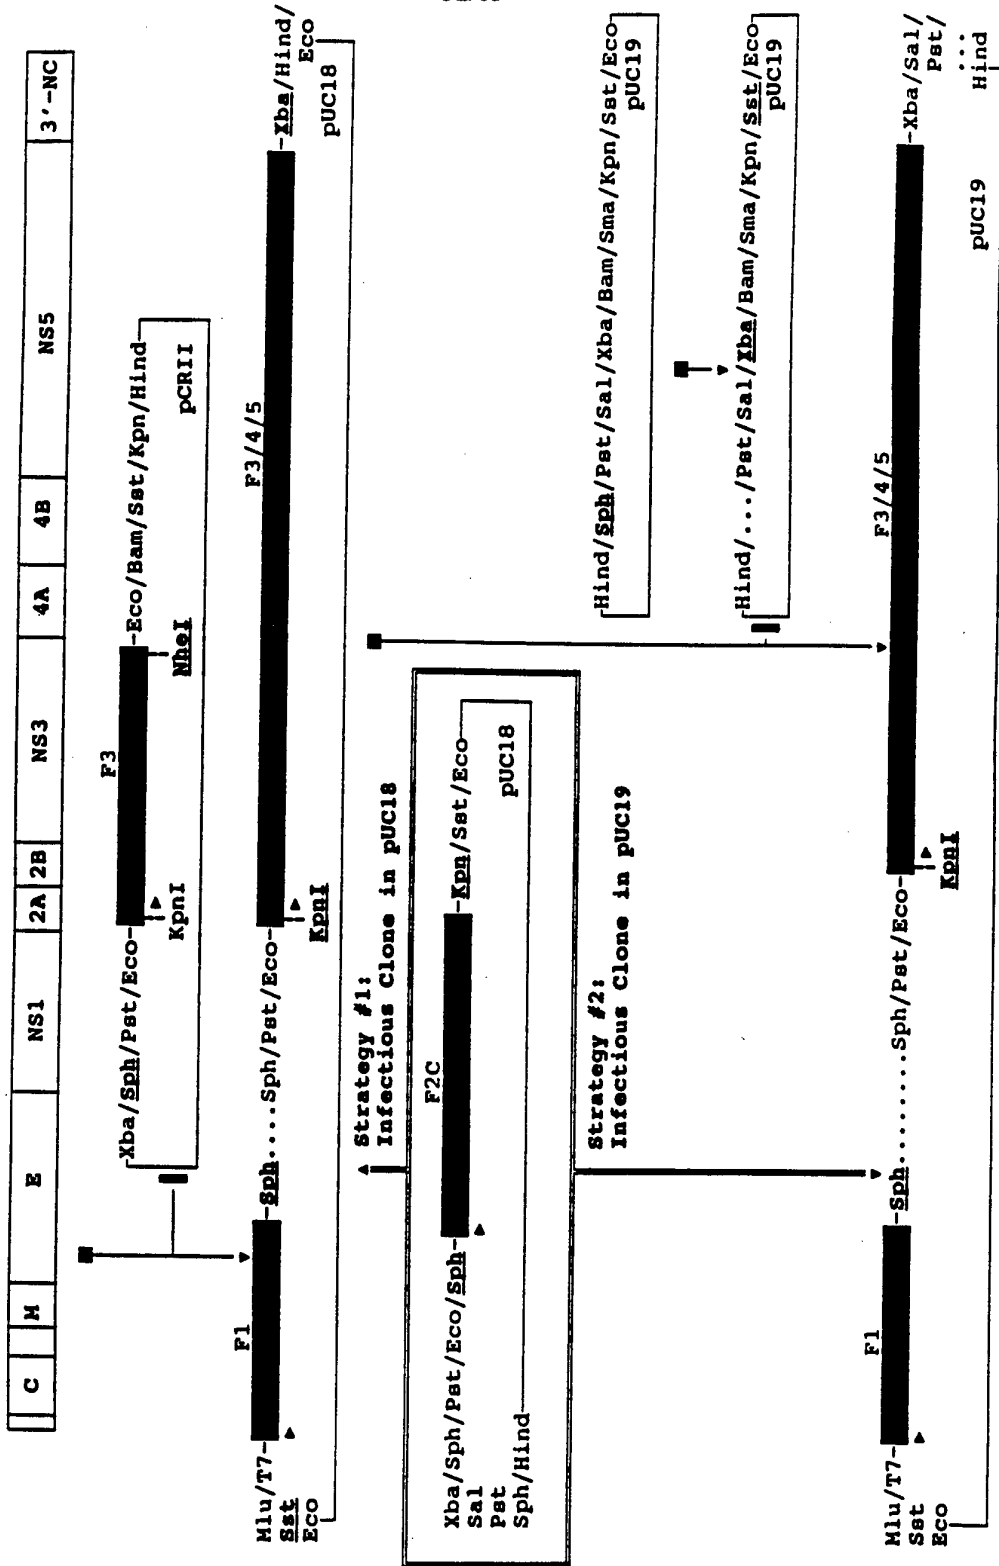 C M E NS1 2A 2B NS3 4A 4B NS5 3'-NC
F3
Xba/Sph/Pst/Eco Eco/Bam/Sst/Kpn/Hind
KpnI NheI
pCRII
F1 F3/4/5
Mlu/T7 Sph....Sph/Pst/Eco Xba/Hind/
Sst KpnI Eco
Eco pUC18
Strategy #1:
Infectious Clone in pUC18
F2C
Xba/Sph/Pst/Eco/Sph Kpn/Sst/Eco
Sal
Pst pUC18
Sph/Hind
Strategy #2:
Infectious Clone in pUC19
Hind/Sph/Pst/Sal/Xba/Bam/Sma/Kpn/Sst/Eco
pUC19
Hind/.../Pst/Sal/Xba/Bam/Sma/Kpn/Sst/Eco
pUC19
F1 F3/4/5
Mlu/T7 Sph.........Sph/Pst/Eco Xba/Sal/
Sst KpnI Pst/
Eco ...
Hind
pUC19